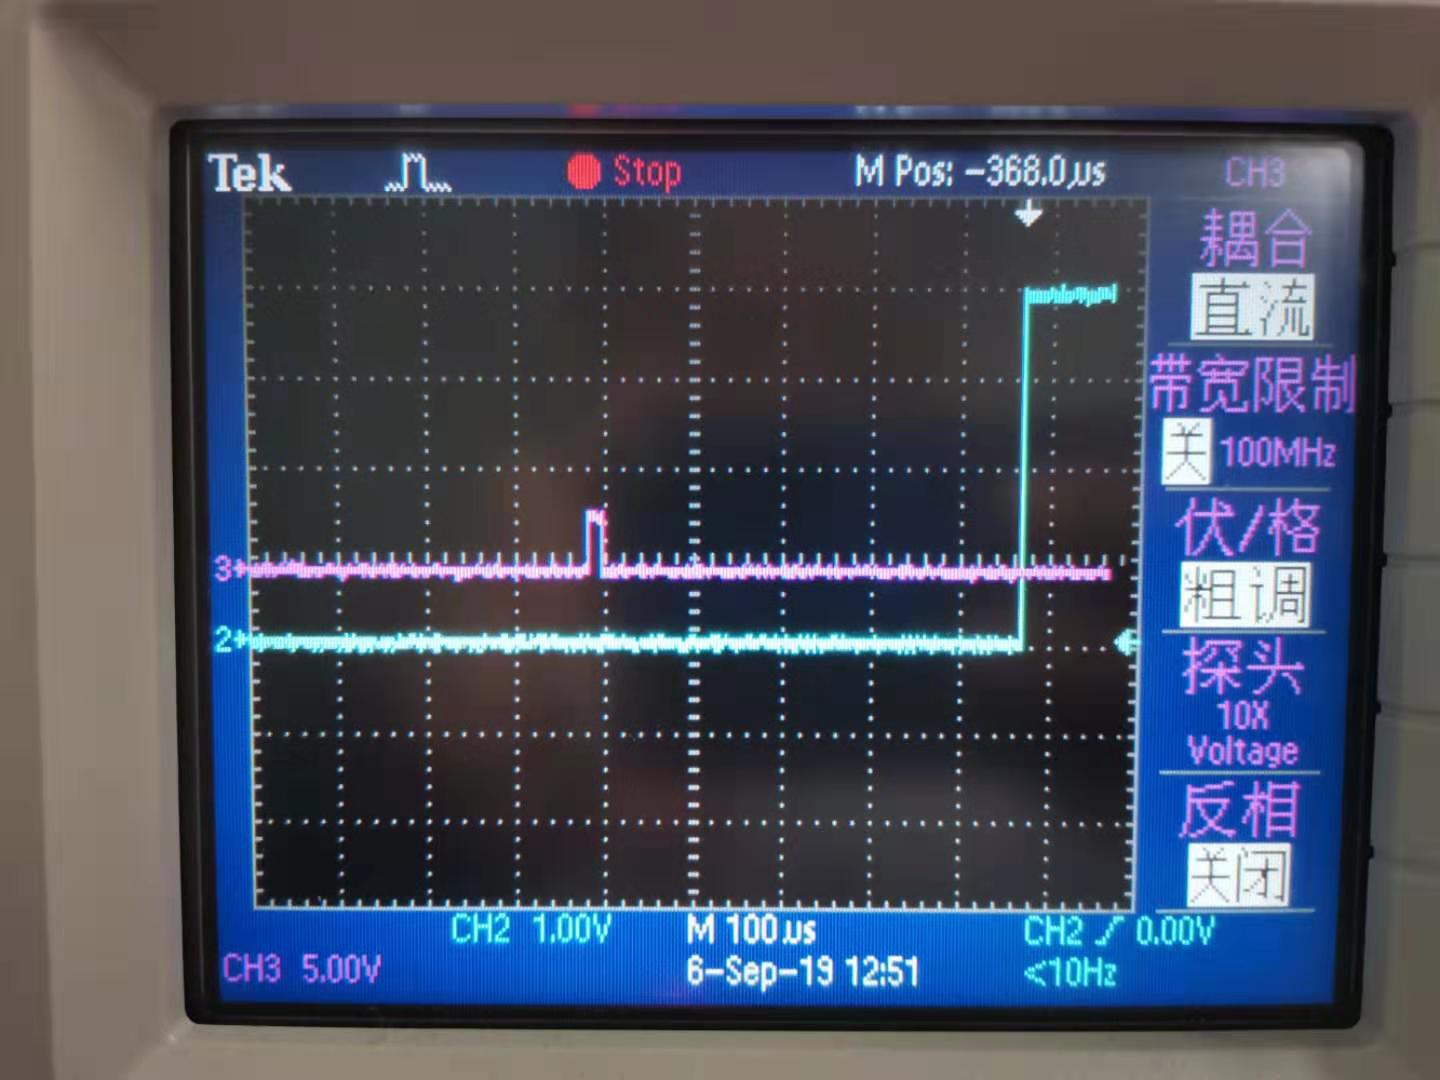 Tek Stop M Pos: -368.0µs CH3
耦合
直流
带宽限制
关 100MHz
伏/格
粗调
探头
10X
Voltage
反相
关闭
3
2
CH2 1.00V M 100µs CH2 0.00V
CH3 5.00V 6-Sep-19 12:51 <10Hz